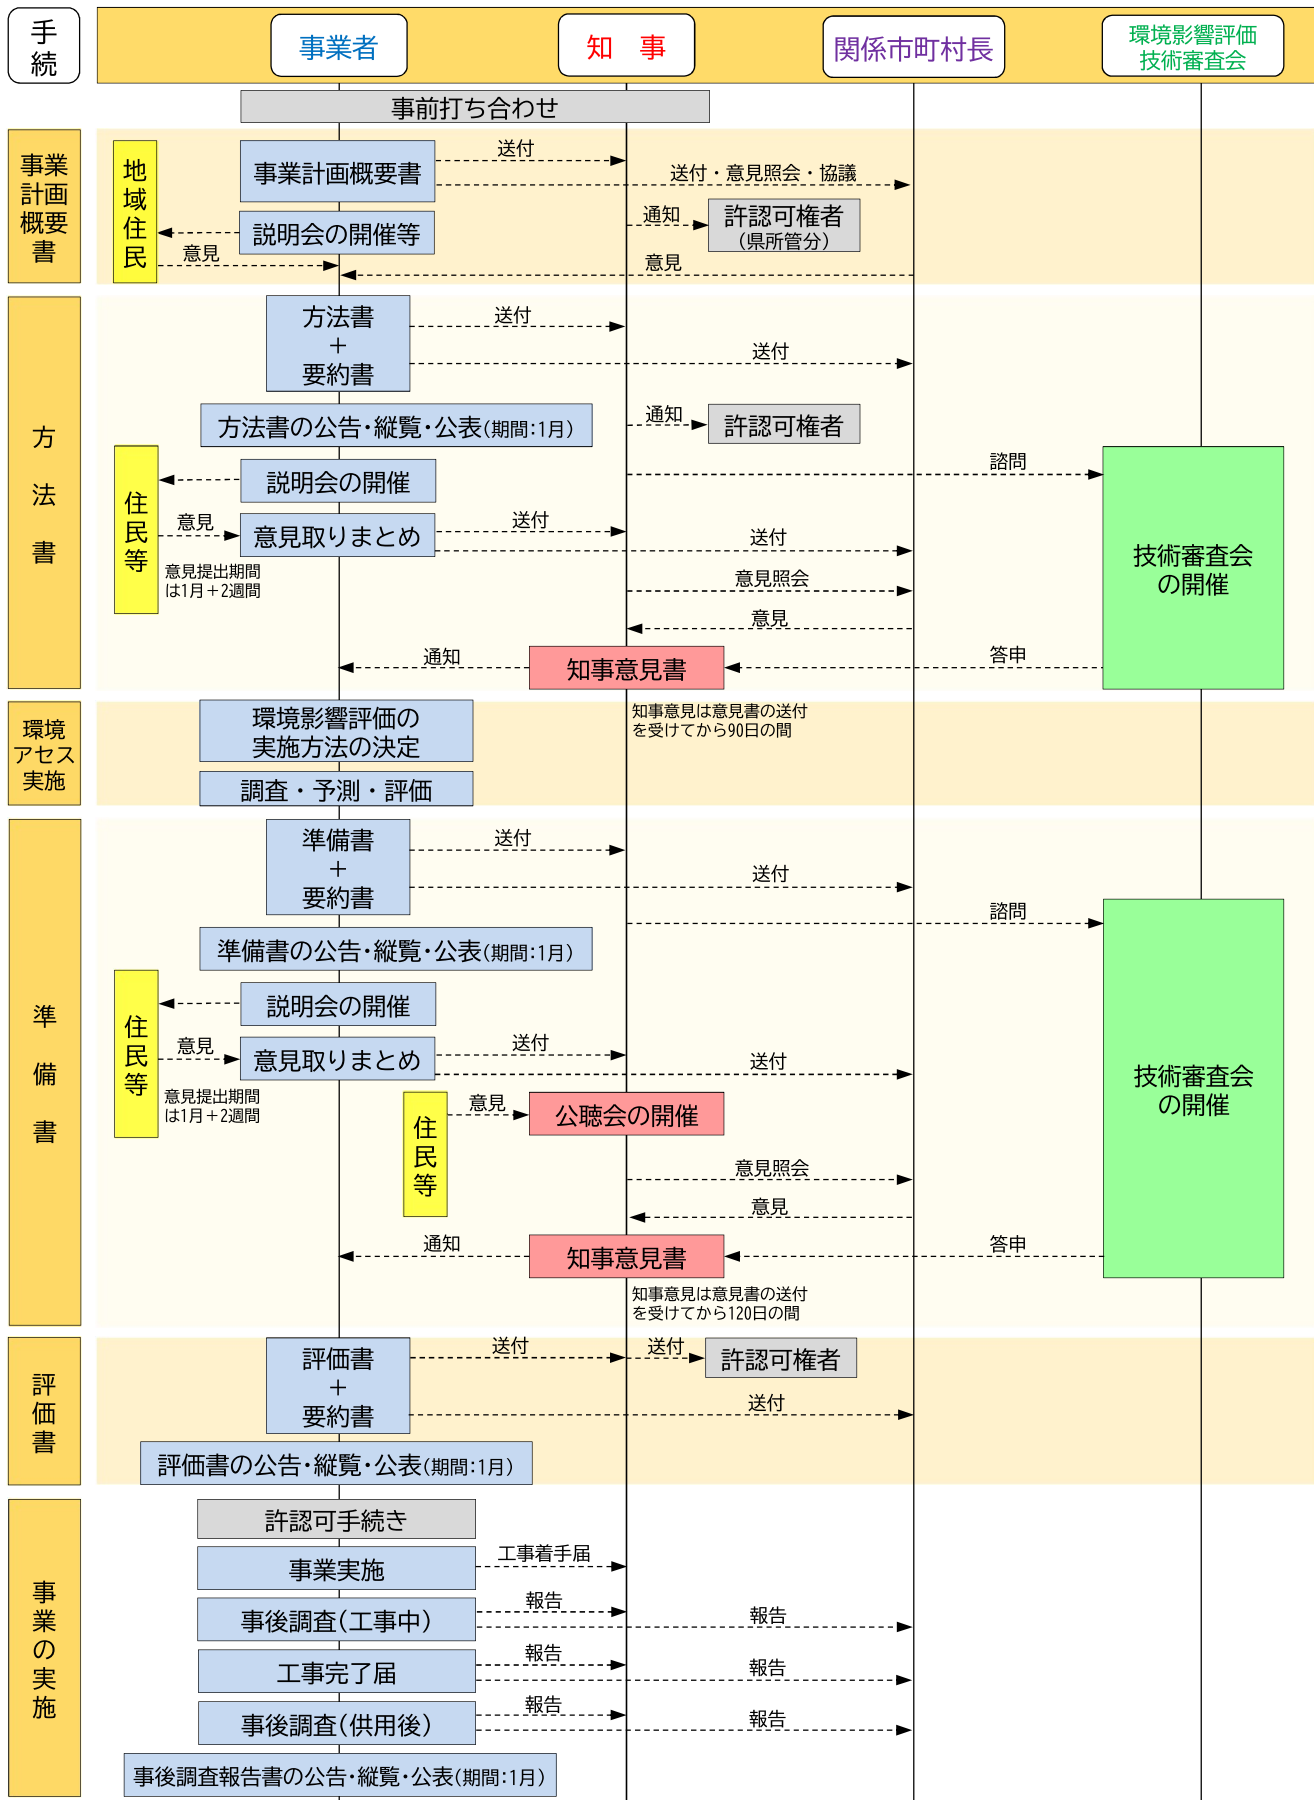 手
続
事業者
知　事
関係市町村長
環境影響評価
技術審査会
事前打ち合わせ
事業
計画
概要
書
地
域
住
民
事業計画概要書
送付
送付・意見照会・協議
説明会の開催等
通知
許認可権者
（県所管分）
意見
意見
方
法
書
方法書
＋
要約書
送付
送付
方法書の公告・縦覧・公表（期間：1月）
通知
許認可権者
住
民
等
説明会の開催
諮問
意見
意見取りまとめ
送付
送付
意見提出期間
は1月＋2週間
意見照会
意見
技術審査会
の開催
通知
知事意見書
答申
知事意見は意見書の送付
を受けてから90日の間
環境
アセス
実施
環境影響評価の
実施方法の決定
調査・予測・評価
準
備
書
準備書
＋
要約書
送付
送付
諮問
準備書の公告・縦覧・公表（期間：1月）
住
民
等
説明会の開催
意見
意見取りまとめ
送付
送付
意見提出期間
は1月＋2週間
住
民
等
意見
公聴会の開催
意見照会
意見
技術審査会
の開催
通知
知事意見書
答申
知事意見は意見書の送付
を受けてから120日の間
評
価
書
評価書
＋
要約書
送付
送付
許認可権者
送付
評価書の公告・縦覧・公表（期間：1月）
事
業
の
実
施
許認可手続き
事業実施
工事着手届
事後調査（工事中）
報告
報告
工事完了届
報告
報告
事後調査（供用後）
報告
報告
事後調査報告書の公告・縦覧・公表（期間：1月）